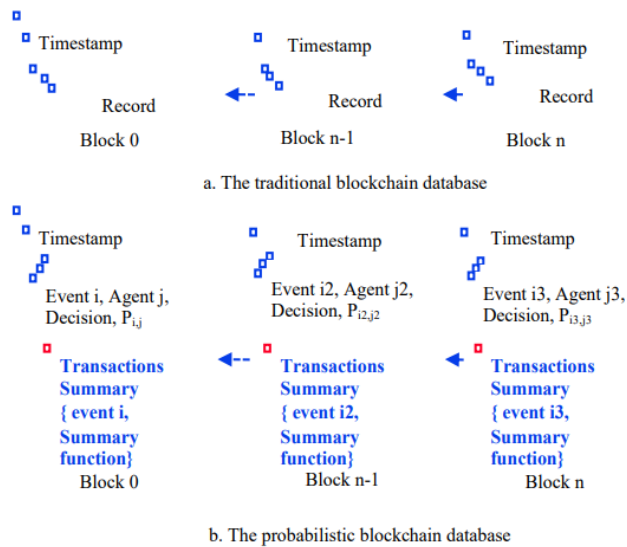 Timestamp
Timestamp
Timestamp
Record
Record
Record
Block 0
Block n-1
Block n
a. The traditional blockchain database
Timestamp
Timestamp
Timestamp
Event i, Agent j,
Decision, Pi,j
Event i2, Agent j2,
Decision, Pi2,j2
Event i3, Agent j3,
Decision, Pi3,j3
Transactions
Summary
{ event i,
Summary
function}
Transactions
Summary
{ event i2,
Summary
function}
Transactions
Summary
{ event i3,
Summary
function}
Block 0
Block n-1
Block n
b. The probabilistic blockchain database